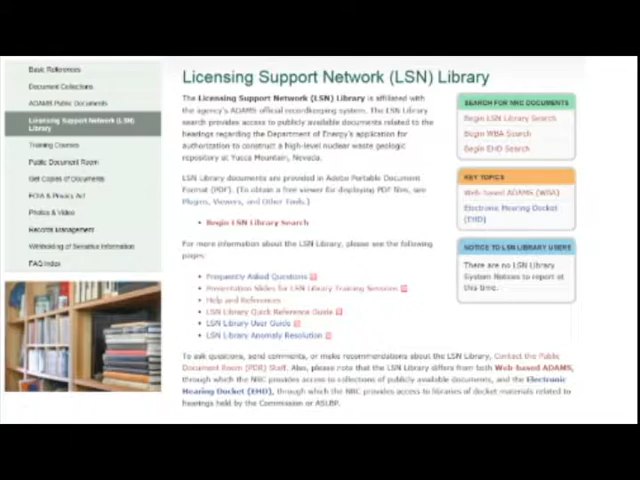 Basic References
Document Collections
ADAMS Public Documents
Licensing Support Network (LSN)
Library
Training Courses
Public Document Room
Get Copies of Documents
FOIA & Privacy Act
Photos & Video
Records Management
Withholding of Sensitive Information
FAQ Index
Licensing Support Network (LSN) Library
The Licensing Support Network (LSN) Library is affiliated with
the agency's ADAMS official recordkeeping system. The LSN Library
search provides access to publicly available documents related to the
hearings regarding the Department of Energy's application for
authorization to construct a high-level nuclear waste geologic
repository at Yucca Mountain, Nevada.
LSN Library documents are provided in Adobe Portable Document
Format (PDF). (To obtain a free viewer for displaying PDF files, see
Plugins, Viewers, and Other Tools.)
• Begin LSN Library Search
For more information about the LSN Library, please see the following
pages:
• Frequently Asked Questions
• Presentation Slides for LSN Library Training Sessions
• Help and References
• LSN Library Quick Reference Guide
• LSN Library User Guide
• LSN Library Anomaly Resolution
To ask questions, send comments, or make recommendations about the LSN Library, Contact the Public
Document Room (PDR) Staff. Also, please note that the LSN Library differs from both Web-based ADAMS,
through which the NRC provides access to collections of publicly available documents, and the Electronic
Hearing Docket (EHD), through which the NRC provides access to libraries of docket materials related to
hearings held by the Commission or ASLBP.
SEARCH FOR NRC DOCUMENTS
Begin LSN Library Search
Begin WBA Search
Begin EHD Search
KEY TOPICS
Web-based ADAMS (WBA)
Electronic Hearing Docket
(EHD)
NOTICE TO LSN LIBRARY USERS
There are no LSN Library
System Notices to report at
this time.